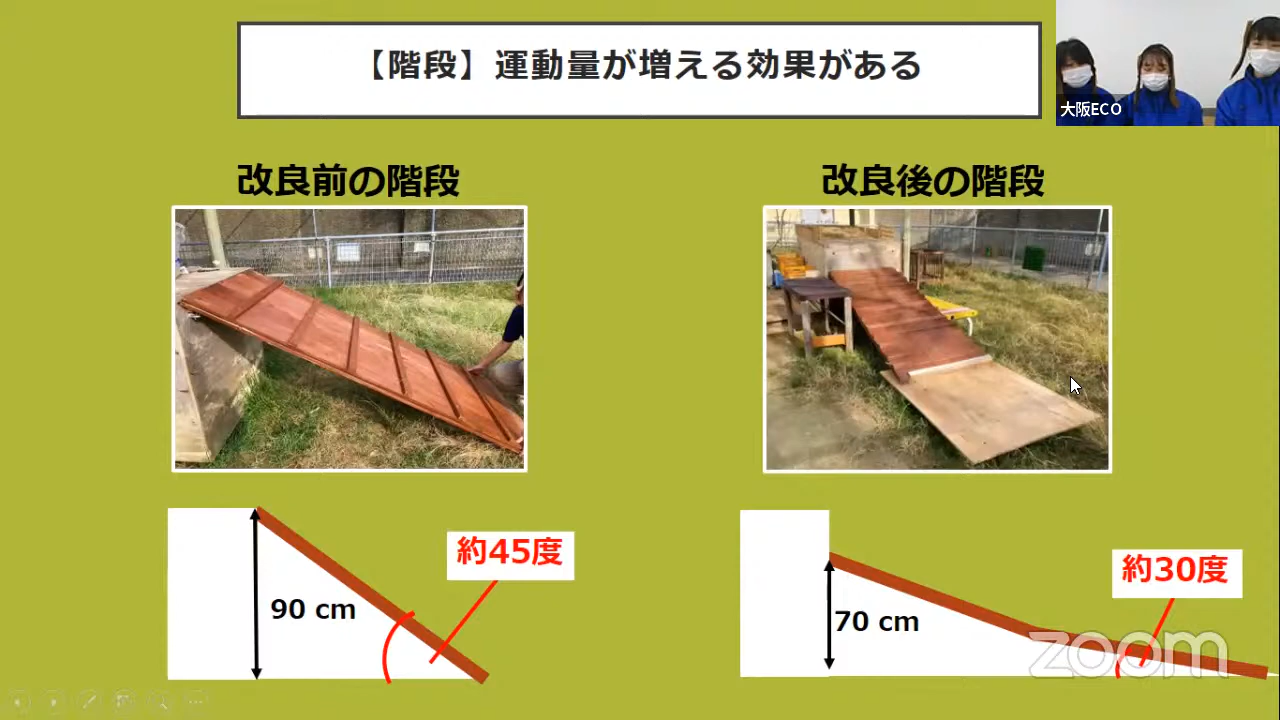 【階段】運動量が増える効果がある
大阪ECO
改良前の階段
改良後の階段
約45度
90 cm
約30度
70 cm
zoom